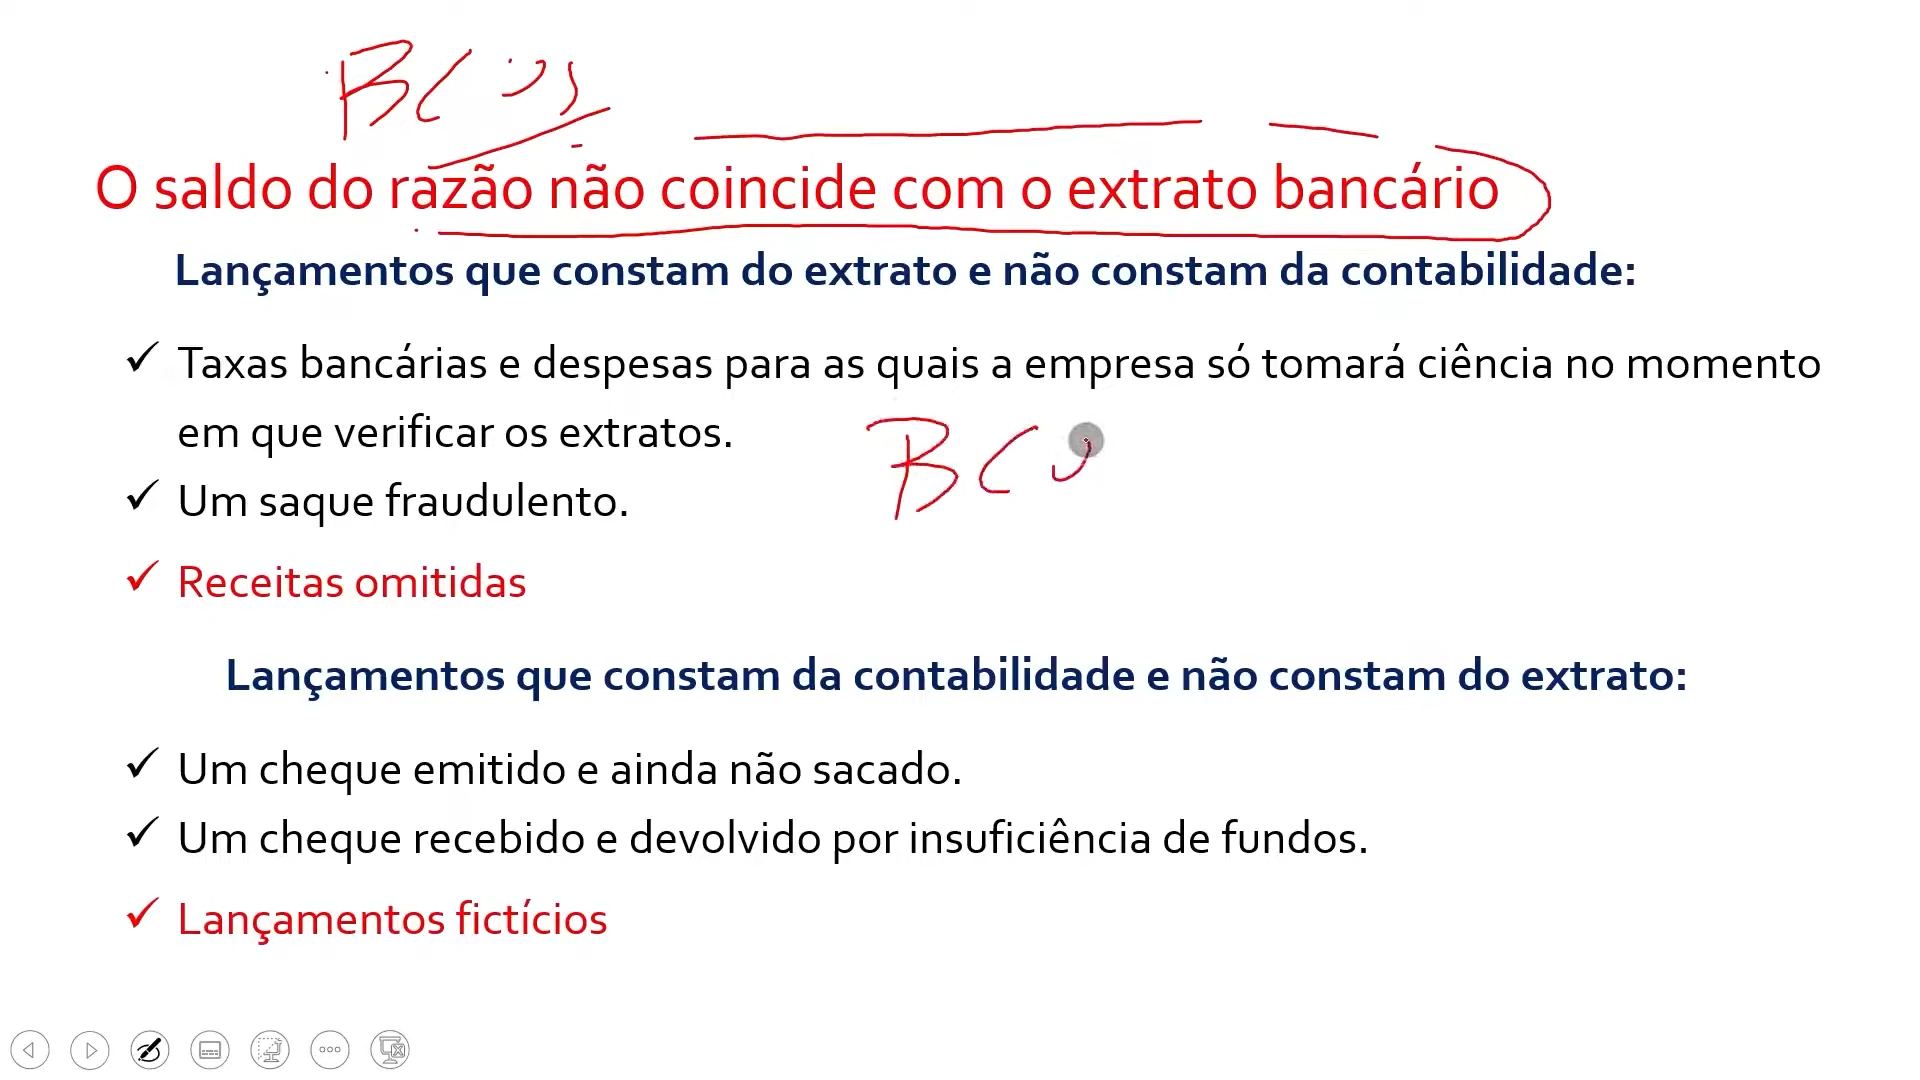 O saldo do razão não coincide com o extrato bancário
Lançamentos que constam do extrato e não constam da contabilidade:
✓ Taxas bancárias e despesas para as quais a empresa só tomará ciência no momento
em que verificar os extratos.
✓ Um saque fraudulento.
✓ Receitas omitidas
Lançamentos que constam da contabilidade e não constam do extrato:
✓ Um cheque emitido e ainda não sacado.
✓ Um cheque recebido e devolvido por insuficiência de fundos.
✓ Lançamentos fictícios